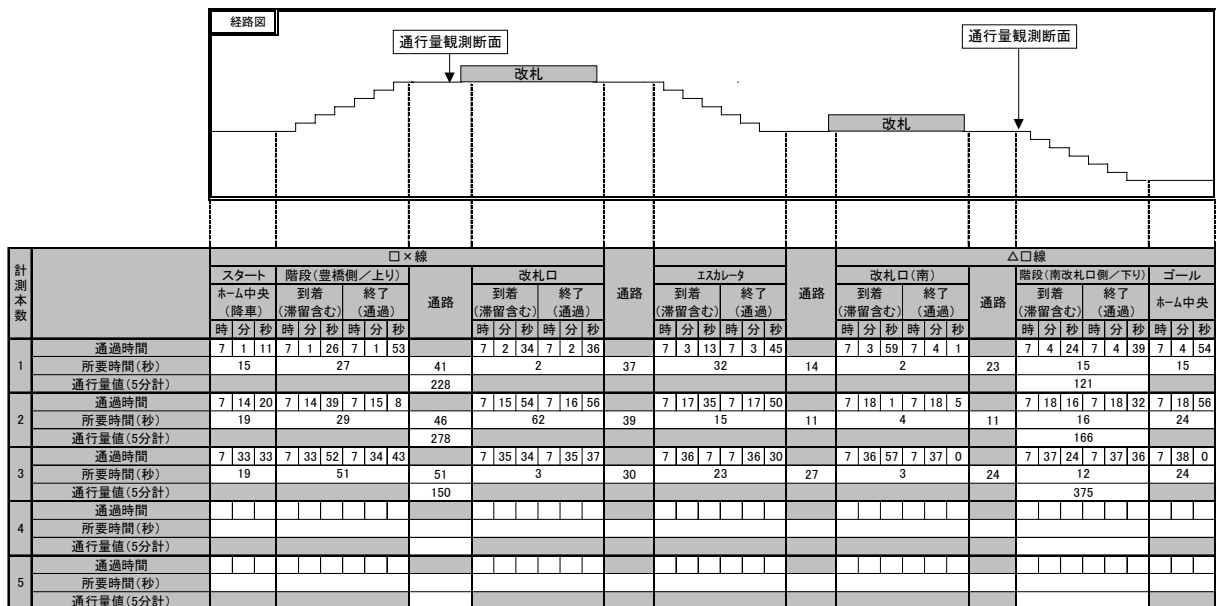 経路図
通行量観測断面
通行量観測断面
改札
改札
計測本数
□×線
△□線
スタート 階段(豊橋側/上り) 通路 改札口 通路 エスカレータ 通路 改札口(南) 通路 階段(南改札口側/下り) ゴール
ホーム中央(降車) 到着(滞留含む) 終了(通過) 到着(滞留含む) 終了(通過) 到着(滞留含む) 終了(通過) 到着(滞留含む) 終了(通過) 到着(滞留含む) 終了(通過) ホーム中央
時 分 秒 時 分 秒 時 分 秒 時 分 秒 時 分 秒 時 分 秒 時 分 秒 時 分 秒 時 分 秒 時 分 秒 時 分 秒 時 分 秒
1
通過時間 7 1 11 7 1 26 7 1 53 7 2 34 7 2 36 7 3 13 7 3 45 7 3 59 7 4 1 7 4 24 7 4 39 7 4 54
所要時間(秒) 15 27 41 2 37 32 14 2 23 15 15
通行量値(5分計) 228 121
2
通過時間 7 14 20 7 14 39 7 15 8 7 15 54 7 16 56 7 17 35 7 17 50 7 18 1 7 18 5 7 18 16 7 18 32 7 18 56
所要時間(秒) 19 29 46 62 39 15 11 4 11 16 24
通行量値(5分計) 278 166
3
通過時間 7 33 33 7 33 52 7 34 43 7 35 34 7 35 37 7 36 7 7 36 30 7 36 57 7 37 0 7 37 24 7 37 36 7 38 0
所要時間(秒) 19 51 51 3 30 23 27 3 24 12 24
通行量値(5分計) 150 375
4
通過時間
所要時間(秒)
通行量値(5分計)
5
通過時間
所要時間(秒)
通行量値(5分計)